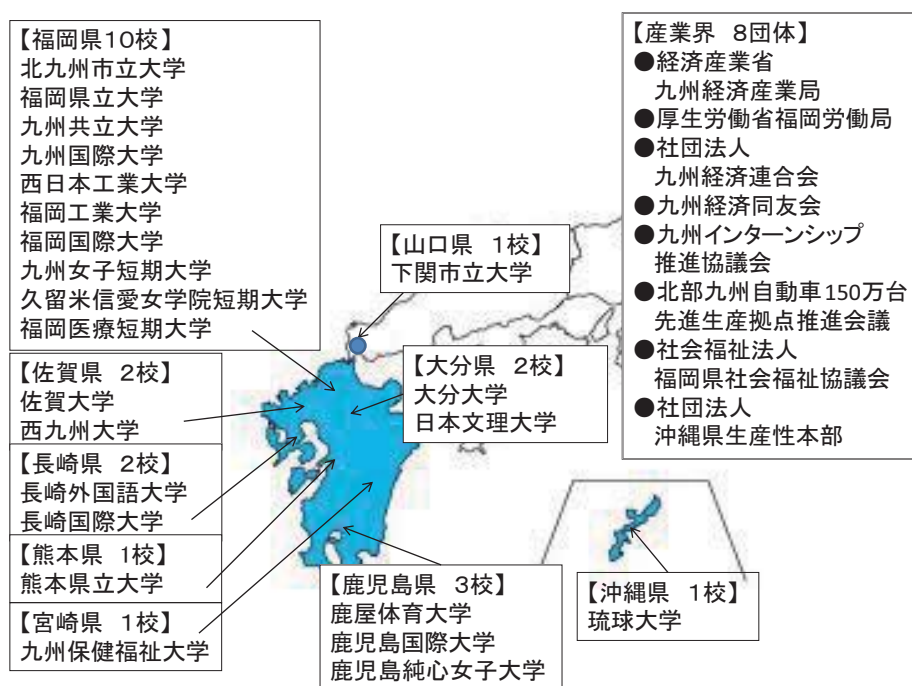 【福岡県10校】
北九州市立大学
福岡県立大学
九州共立大学
九州国際大学
西日本工業大学
福岡工業大学
福岡国際大学
九州女子短期大学
久留米信愛女学院短期大学
福岡医療短期大学
【佐賀県 2校】
佐賀大学
西九州大学
【長崎県 2校】
長崎外国語大学
長崎国際大学
【熊本県 1校】
熊本県立大学
【宮崎県 1校】
九州保健福祉大学
【山口県 1校】
下関市立大学
【大分県 2校】
大分大学
日本文理大学
【鹿児島県 3校】
鹿屋体育大学
鹿児島国際大学
鹿児島純心女子大学
【沖縄県 1校】
琉球大学
【産業界 8団体】
●経済産業省
九州経済産業局
●厚生労働省福岡労働局
●社団法人
九州経済連合会
●九州経済同友会
●九州インターンシップ
推進協議会
●北部九州自動車150万台
先進生産拠点推進会議
●社会福祉法人
福岡県社会福祉協議会
●社団法人
沖縄県生産性本部